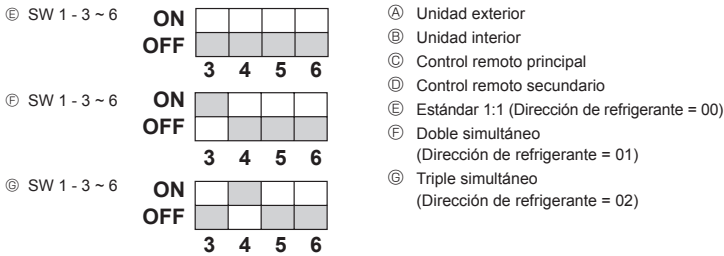 Ⓔ SW 1 - 3 ~ 6
ON
OFF
3 4 5 6
Ⓕ SW 1 - 3 ~ 6
ON
OFF
3 4 5 6
Ⓖ SW 1 - 3 ~ 6
ON
OFF
3 4 5 6
Ⓐ Unidad exterior
Ⓑ Unidad interior
Ⓒ Control remoto principal
Ⓓ Control remoto secundario
Ⓔ Estándar 1:1 (Dirección de refrigerante = 00)
Ⓕ Doble simultáneo
(Dirección de refrigerante = 01)
Ⓖ Triple simultáneo
(Dirección de refrigerante = 02)